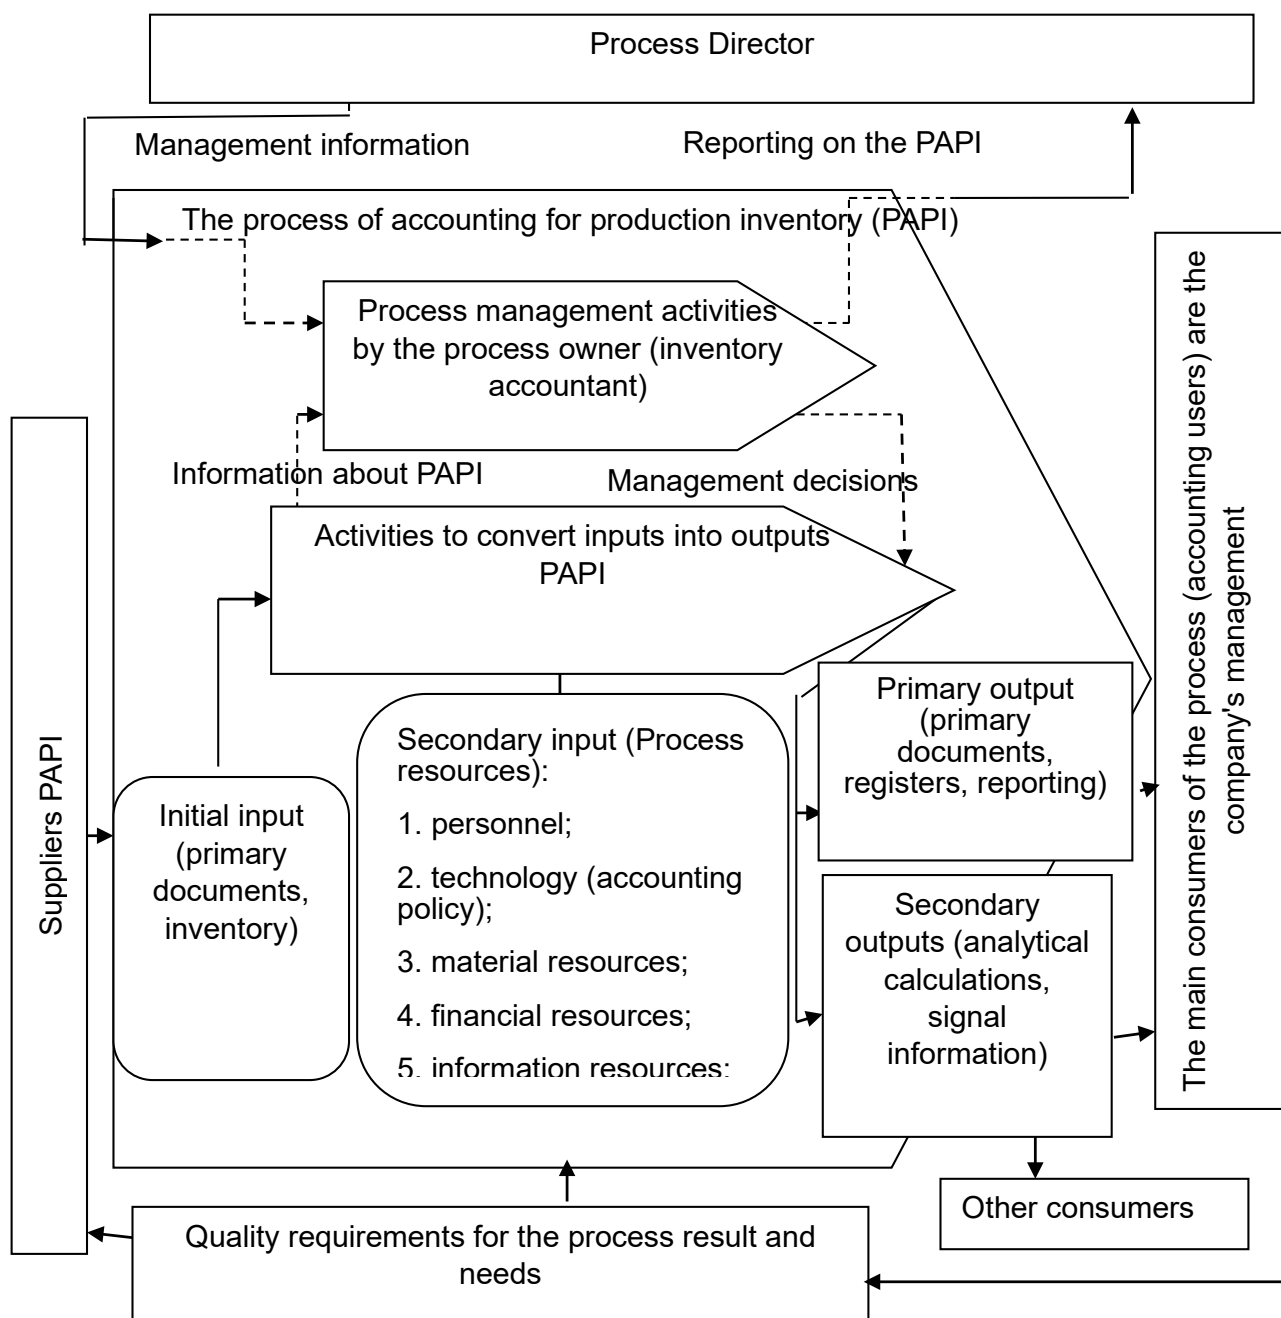 Process Director
Management information
Reporting on the PAPI
The process of accounting for production inventory (PAPI)
Process management activities
by the process owner (inventory
accountant)
Information about PAPI
Management decisions
Activities to convert inputs into outputs
PAPI
Suppliers PAPI
Initial input
(primary
documents,
inventory)
Secondary input (Process
resources):
1. personnel;
2. technology (accounting
policy);
3. material resources;
4. financial resources;
5. information resources;
Primary output
(primary
documents,
registers, reporting)
Secondary
outputs (analytical
calculations,
signal
information)
The main consumers of the process (accounting users) are the
company's management
Other consumers
Quality requirements for the process result and
needs